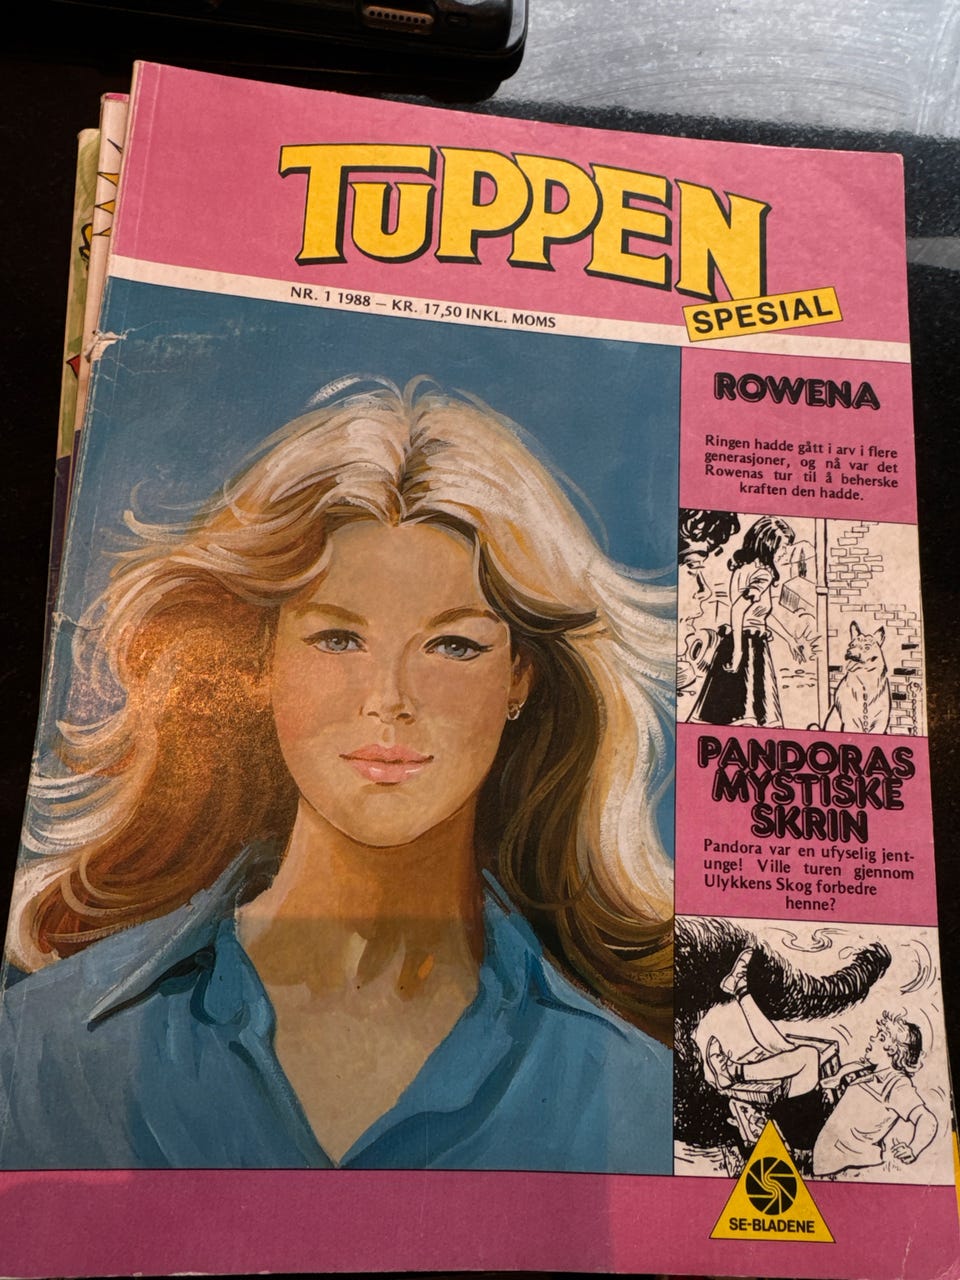 TUPPEN
SPESIAL
NR. 1 1988 – KR. 17,50 INKL. MOMS
ROWENA
Ringen hadde gått i arv i flere
generasjoner, og nå var det
Rowenas tur til å beherske
kraften den hadde.
PANDORAS
MYSTISKE
SKRIN
Pandora var en ufyselig jent-
unge! Ville turen gjennom
Ulykkens Skog forbedre
henne?
SE-BLADENE